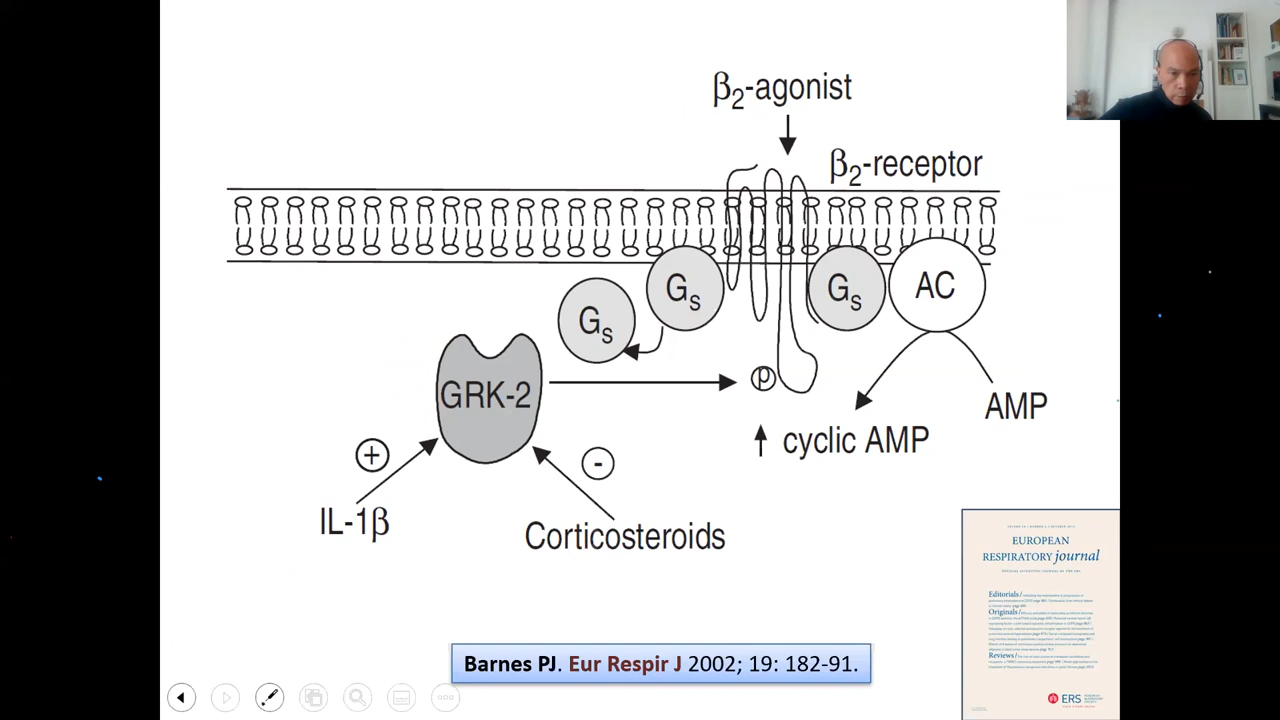 β2-agonist
β2-receptor
Gs
Gs
Gs
AC
GRK-2
p
AMP
cyclic AMP
+
-
IL-1β
Corticosteroids
EUROPEAN
RESPIRATORY journal
Editorials /
Originals /
Reviews /
ERS
Barnes PJ. Eur Respir J 2002; 19: 182-91.